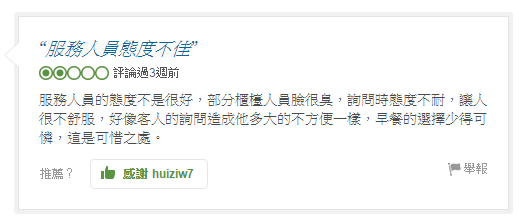 “服務人員態度不佳”
評論過3週前
服務人員的態度不是很好，部分櫃檯人員臉很臭，詢問時態度不耐，讓人
很不舒服，好像客人的詢問造成他多大的不方便一樣，早餐的選擇少得可
憐，這是可惜之處。
推薦？ 感謝 huiziw7 舉報